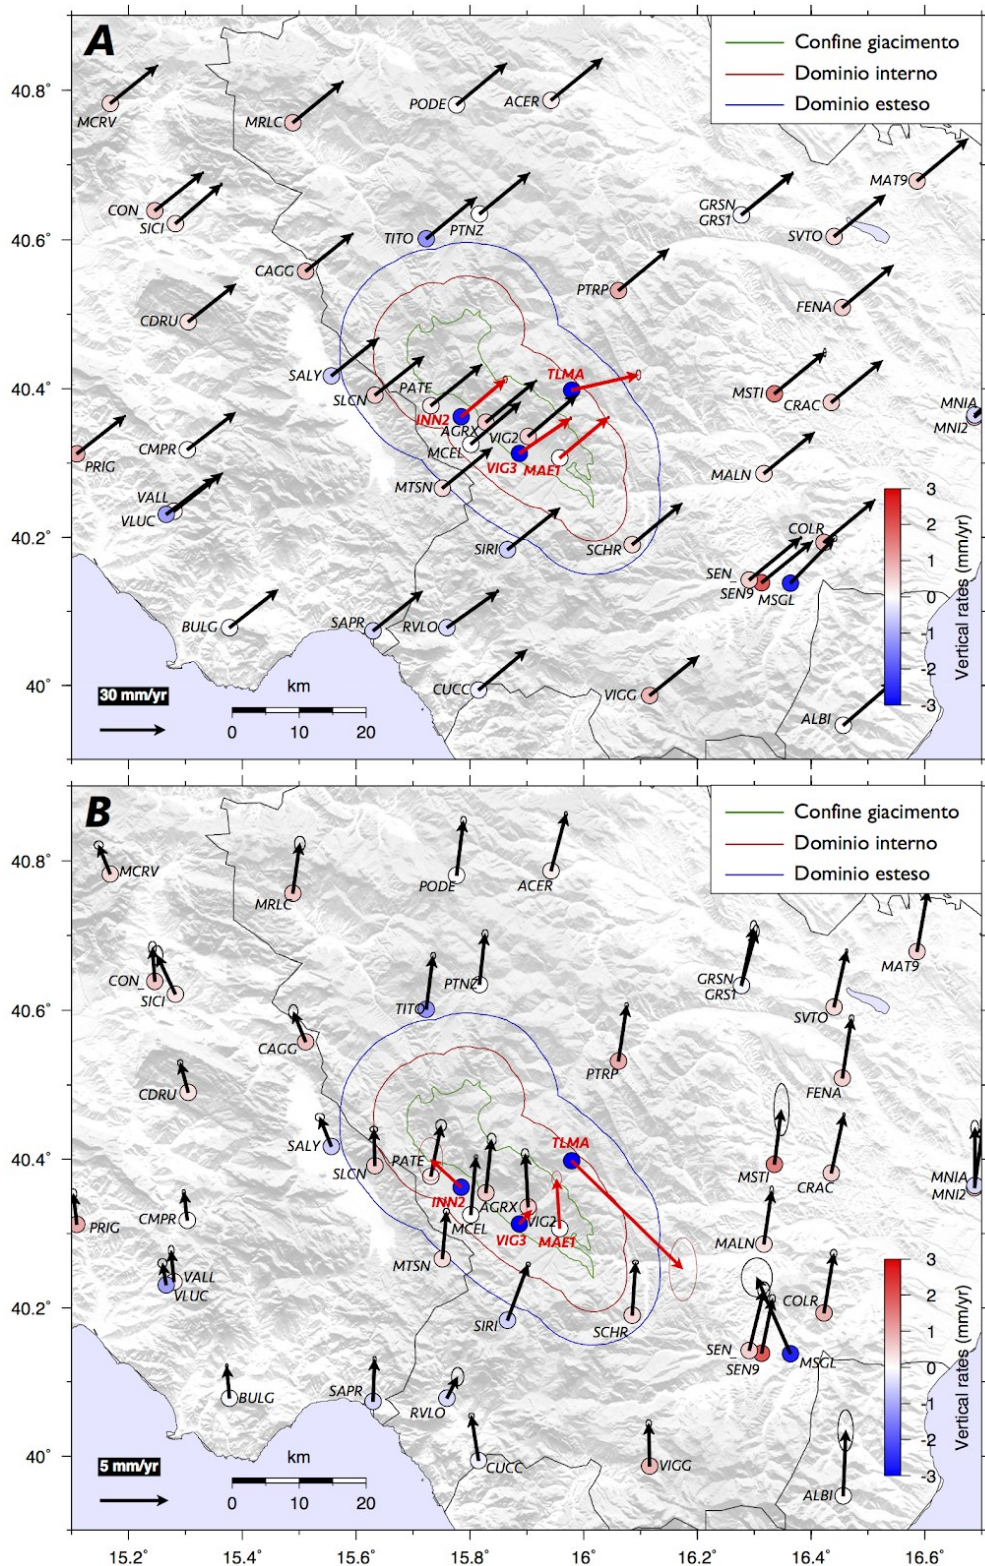 A
Confine giacimento
Dominio interno
Dominio esteso
40.8°
40.6°
40.4°
40.2°
40°
MCRV
MRLC
PODE
ACER
MAT9
CON_
SICI
TITO
PTNZ
GRSN
GRS1
SVTO
CAGG
PTRP
FENA
CDRU
SALY
SLCN
PATE
TLMA
INN2
AGRX
MCEL
VIG2
VIG3
MAE1
MSTI
CRAC
MNIA
MNI2
PRIG
CMPR
MTSN
MALN
VALL
VLUC
SIRI
SCHR
COLR
SEN_
SEN9
MSGL
BULG
SAPR
RVLO
CUCC
VIGG
ALBI
3
2
1
0
-1
-2
-3
Vertical rates (mm/yr)
30 mm/yr
km
0 10 20
B
Confine giacimento
Dominio interno
Dominio esteso
40.8°
40.6°
40.4°
40.2°
40°
MCRV
MRLC
PODE
ACER
MAT9
CON_
SICI
TITO
PTNZ
GRSN
GRS1
SVTO
CAGG
PTRP
FENA
CDRU
SALY
SLCN
PATE
TLMA
INN2
AGRX
MCEL
VIG2
VIG3
MAE1
MSTI
CRAC
MNIA
MNI2
PRIG
CMPR
MTSN
MALN
VALL
VLUC
SIRI
SCHR
COLR
SEN_
SEN9
MSGL
BULG
SAPR
RVLO
CUCC
VIGG
ALBI
3
2
1
0
-1
-2
-3
Vertical rates (mm/yr)
5 mm/yr
km
0 10 20
15.2° 15.4° 15.6° 15.8° 16° 16.2° 16.4° 16.6°